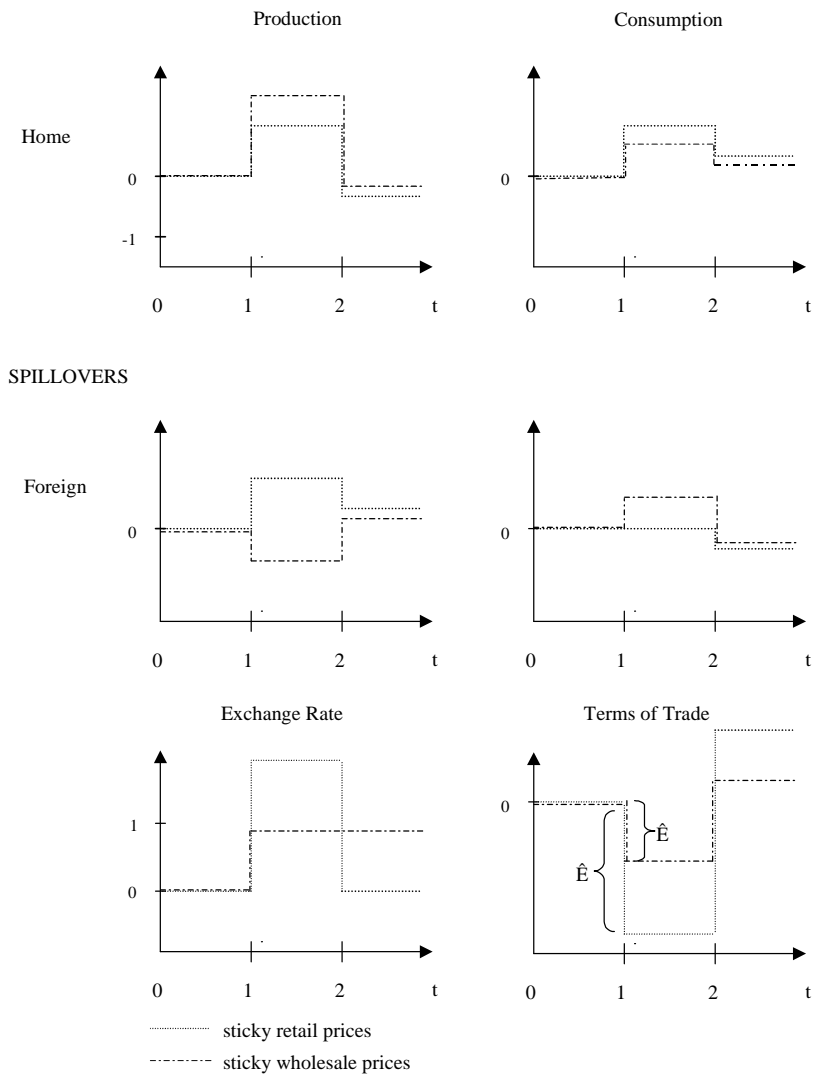 Production Consumption
Home
0 0
-1
0 1 2 t 0 1 2 t
SPILLOVERS
Foreign
0 0
0 1 2 t 0 1 2 t
Exchange Rate Terms of Trade
0
1
Ê
Ê
0
0 1 2 t 0 1 2 t
sticky retail prices
sticky wholesale prices